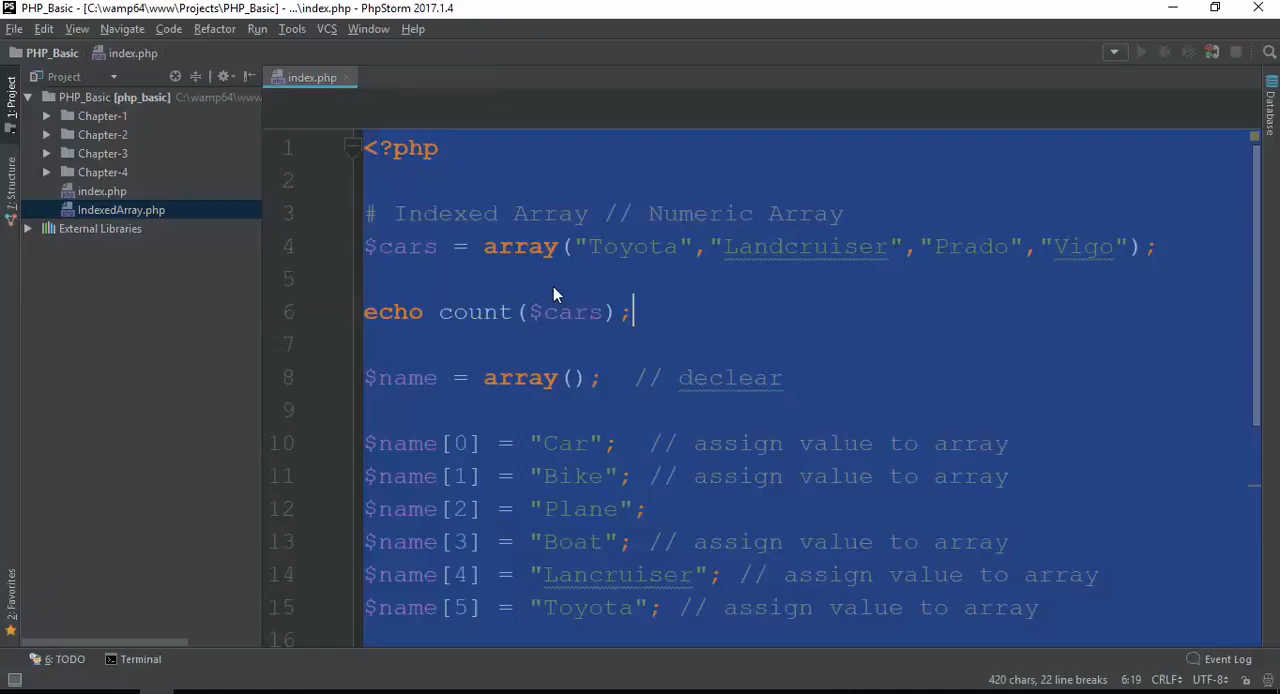 PS PHP_Basic - [C:\wamp64\www\Projects\PHP_Basic] - ...\index.php - PhpStorm 2017.1.4
File Edit View Navigate Code Refactor Run Tools VCS Window Help
PHP_Basic index.php
Project
index.php
1: Project
7: Structure
2: Favorites
Database
PHP_Basic [php_basic] C:\wamp64\www
Chapter-1
Chapter-2
Chapter-3
Chapter-4
index.php
IndexedArray.php
External Libraries
1 <?php
2
3 # Indexed Array // Numeric Array
4 $cars = array("Toyota","Landcruiser","Prado","Vigo");
5
6 echo count($cars);
7
8 $name = array(); // declear
9
10 $name[0] = "Car"; // assign value to array
11 $name[1] = "Bike"; // assign value to array
12 $name[2] = "Plane";
13 $name[3] = "Boat"; // assign value to array
14 $name[4] = "Lancruiser"; // assign value to array
15 $name[5] = "Toyota"; // assign value to array
16
6: TODO Terminal Event Log
420 chars, 22 line breaks 6:19 CRLF UTF-8